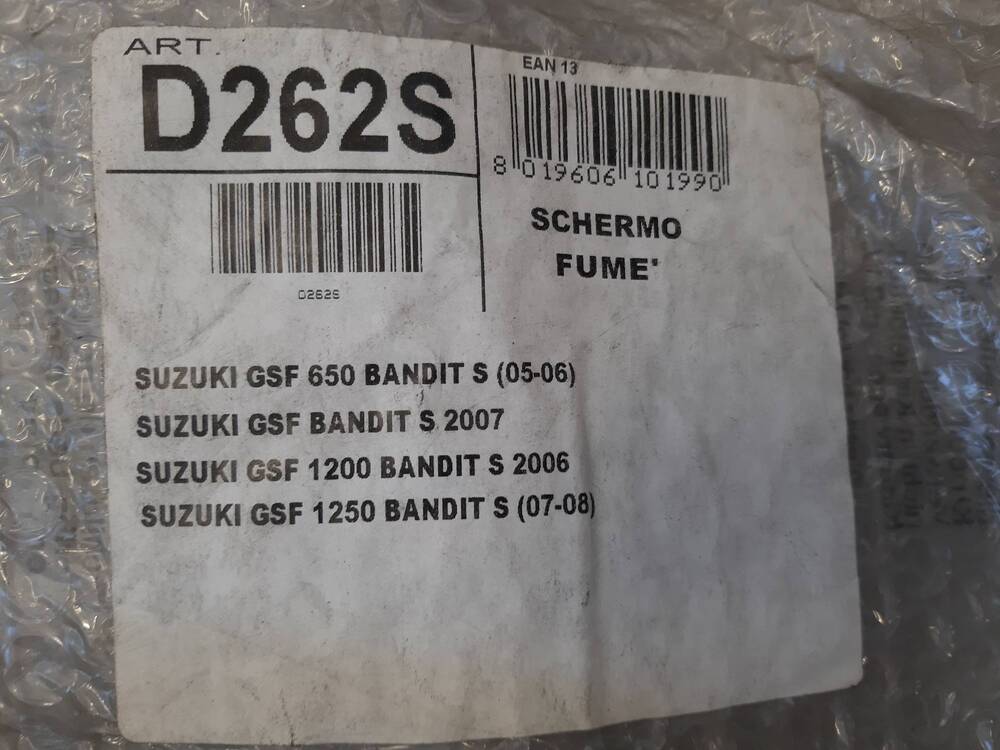 ART.
D262S
D262S
EAN 13
8 019606 101990
SCHERMO
FUME'
SUZUKI GSF 650 BANDIT S (05-06)
SUZUKI GSF BANDIT S 2007
SUZUKI GSF 1200 BANDIT S 2006
SUZUKI GSF 1250 BANDIT S (07-08)